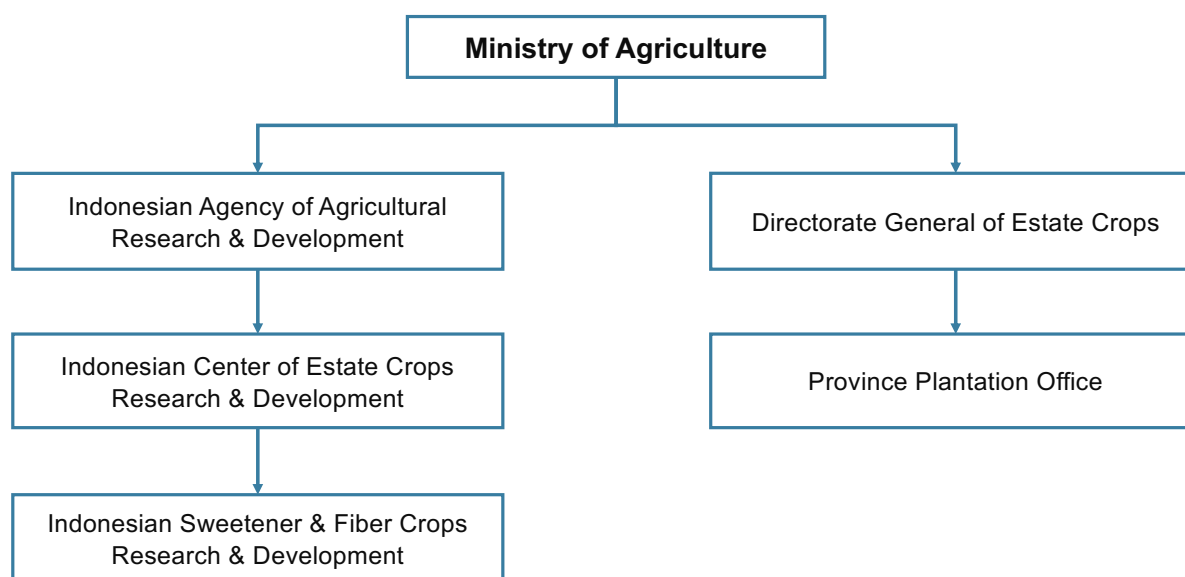 Ministry of Agriculture
Indonesian Agency of Agricultural
Research & Development
Directorate General of Estate Crops
Indonesian Center of Estate Crops
Research & Development
Province Plantation Office
Indonesian Sweetener & Fiber Crops
Research & Development